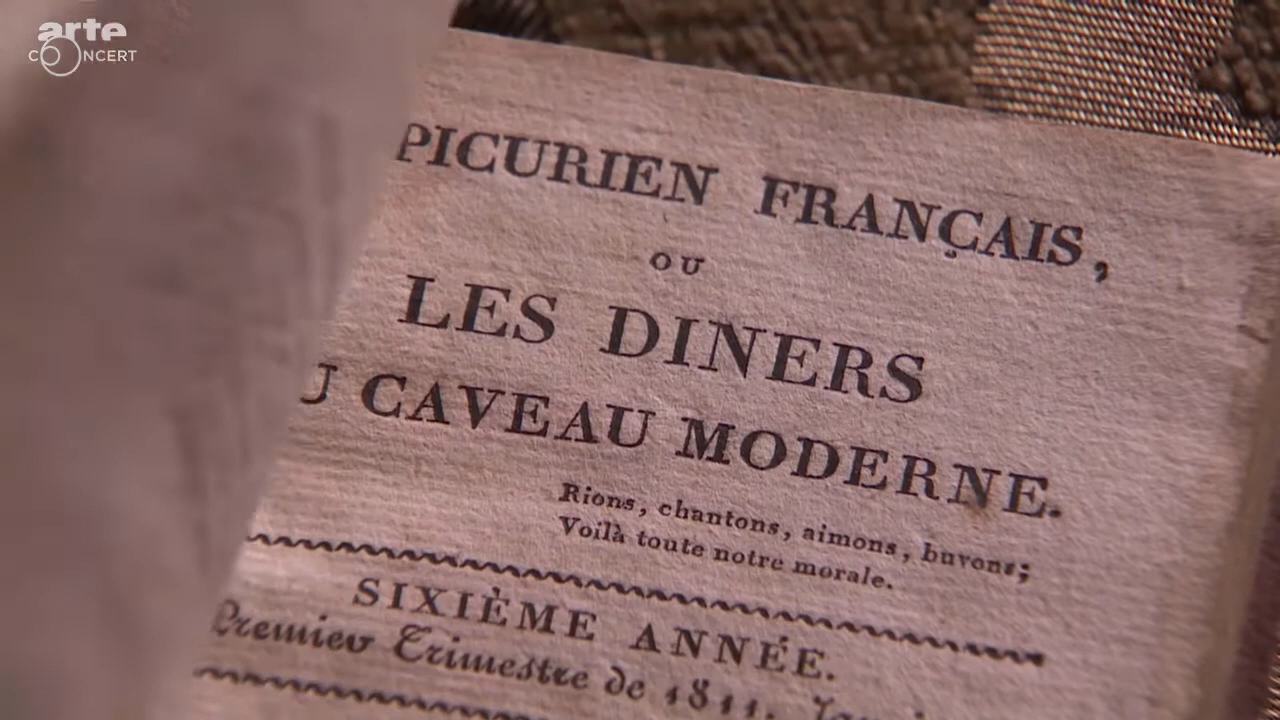 arte
CONCERT
PICURIEN FRANÇAIS,
OU
LES DINERS
U CAVEAU MODERNE.
Rions, chantons, aimons, buvons;
Voilà toute notre morale.
SIXIÈME ANNÉE.
Premier Trimestre de 1811.